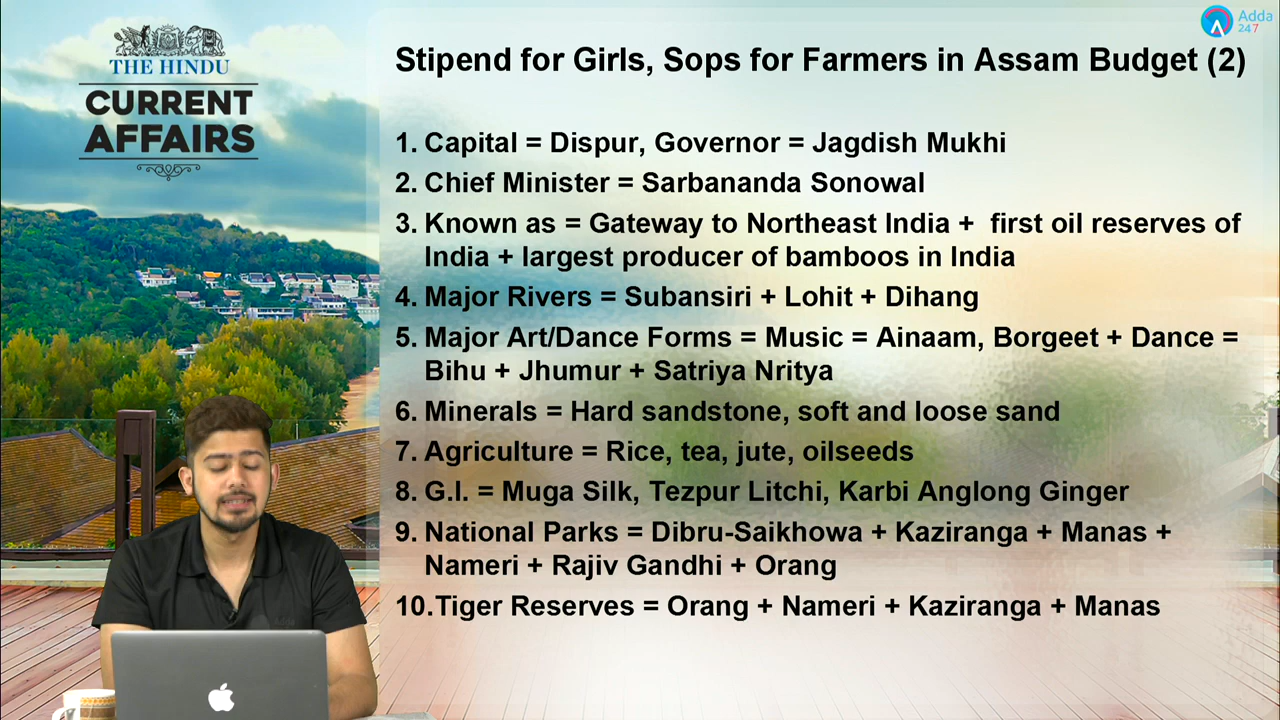 Adda
247
THE HINDU
CURRENT
AFFAIRS
Stipend for Girls, Sops for Farmers in Assam Budget (2)
1. Capital = Dispur, Governor = Jagdish Mukhi
2. Chief Minister = Sarbananda Sonowal
3. Known as = Gateway to Northeast India + first oil reserves of
India + largest producer of bamboos in India
4. Major Rivers = Subansiri + Lohit + Dihang
5. Major Art/Dance Forms = Music = Ainaam, Borgeet + Dance =
Bihu + Jhumur + Satriya Nritya
6. Minerals = Hard sandstone, soft and loose sand
7. Agriculture = Rice, tea, jute, oilseeds
8. G.I. = Muga Silk, Tezpur Litchi, Karbi Anglong Ginger
9. National Parks = Dibru-Saikhowa + Kaziranga + Manas +
Nameri + Rajiv Gandhi + Orang
10.Tiger Reserves = Orang + Nameri + Kaziranga + Manas